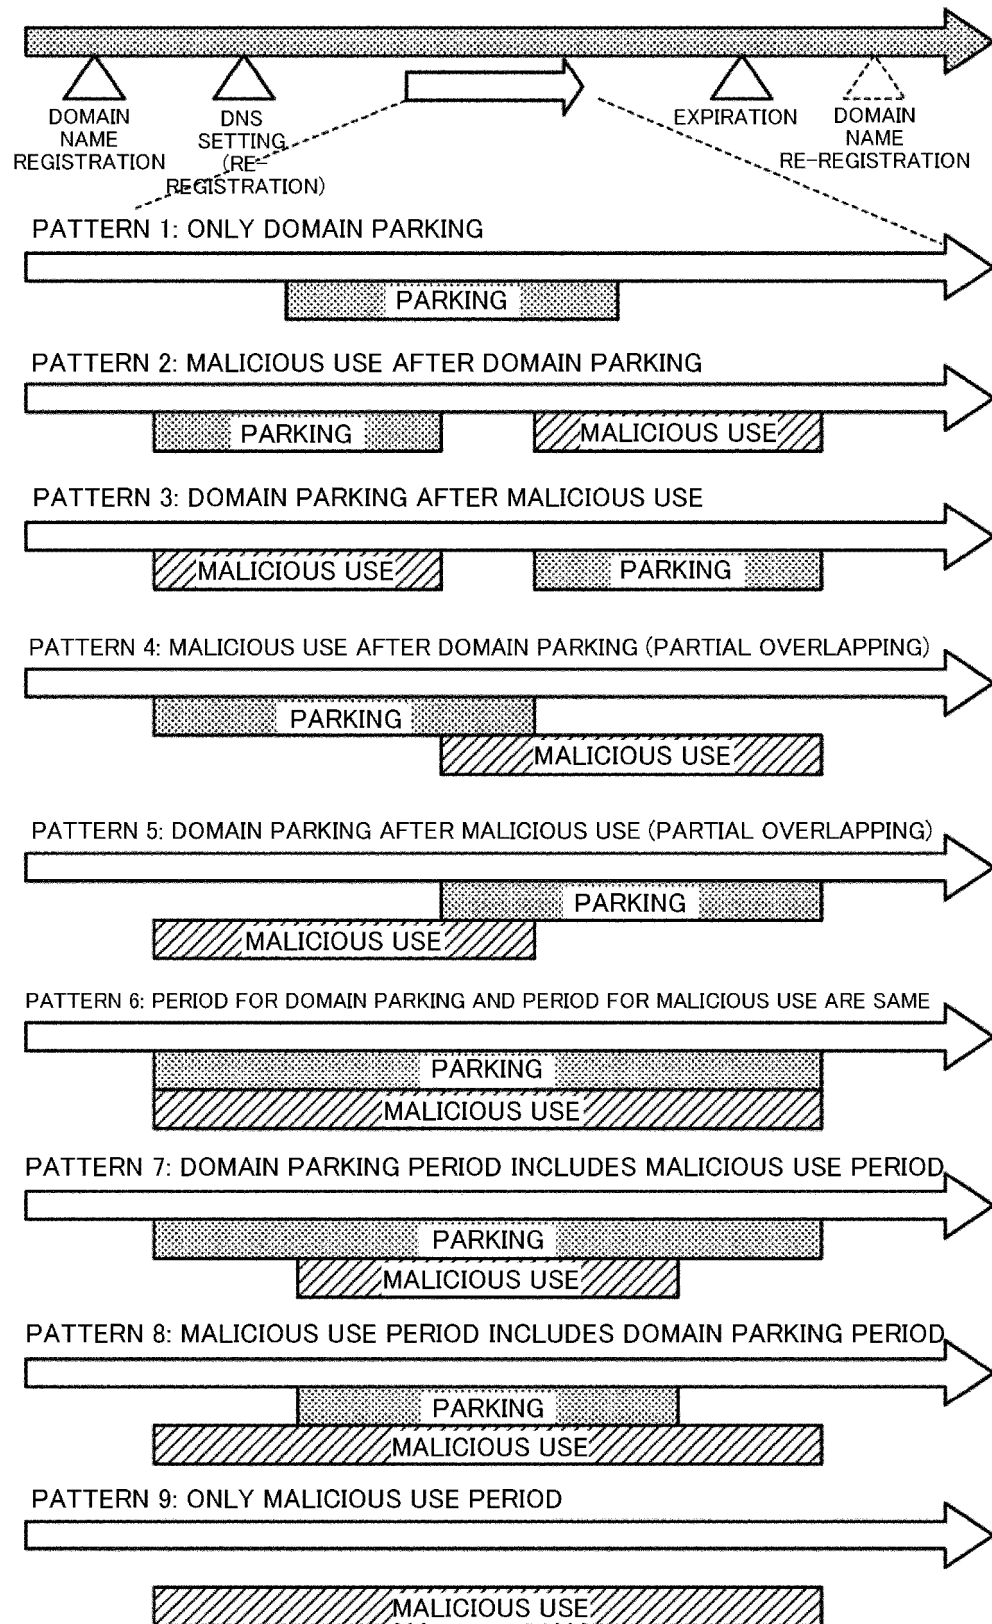 DOMAIN
NAME
REGISTRATION
DNS
SETTING
(RE-
REGISTRATION)
EXPIRATION
DOMAIN
NAME
RE-REGISTRATION
PATTERN 1: ONLY DOMAIN PARKING
PARKING
PATTERN 2: MALICIOUS USE AFTER DOMAIN PARKING
PARKING
MALICIOUS USE
PATTERN 3: DOMAIN PARKING AFTER MALICIOUS USE
MALICIOUS USE
PARKING
PATTERN 4: MALICIOUS USE AFTER DOMAIN PARKING (PARTIAL OVERLAPPING)
PARKING
MALICIOUS USE
PATTERN 5: DOMAIN PARKING AFTER MALICIOUS USE (PARTIAL OVERLAPPING)
PARKING
MALICIOUS USE
PATTERN 6: PERIOD FOR DOMAIN PARKING AND PERIOD FOR MALICIOUS USE ARE SAME
PARKING
MALICIOUS USE
PATTERN 7: DOMAIN PARKING PERIOD INCLUDES MALICIOUS USE PERIOD
PARKING
MALICIOUS USE
PATTERN 8: MALICIOUS USE PERIOD INCLUDES DOMAIN PARKING PERIOD
PARKING
MALICIOUS USE
PATTERN 9: ONLY MALICIOUS USE PERIOD
MALICIOUS USE